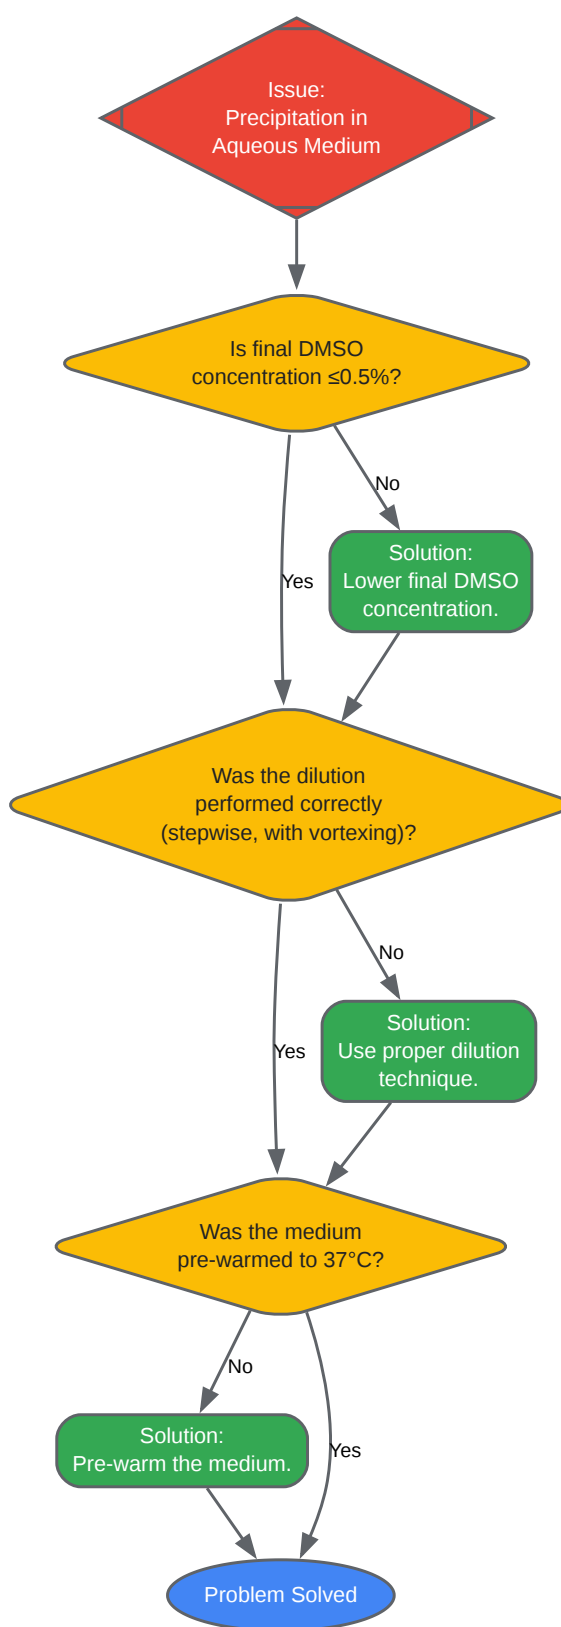 Issue:
Precipitation in
Aqueous Medium
Is final DMSO
concentration ≤0.5%?
No
Solution:
Lower final DMSO
concentration.
Yes
Was the dilution
performed correctly
(stepwise, with vortexing)?
No
Solution:
Use proper dilution
technique.
Yes
Was the medium
pre-warmed to 37°C?
No
Solution:
Pre-warm the medium.
Yes
Problem Solved